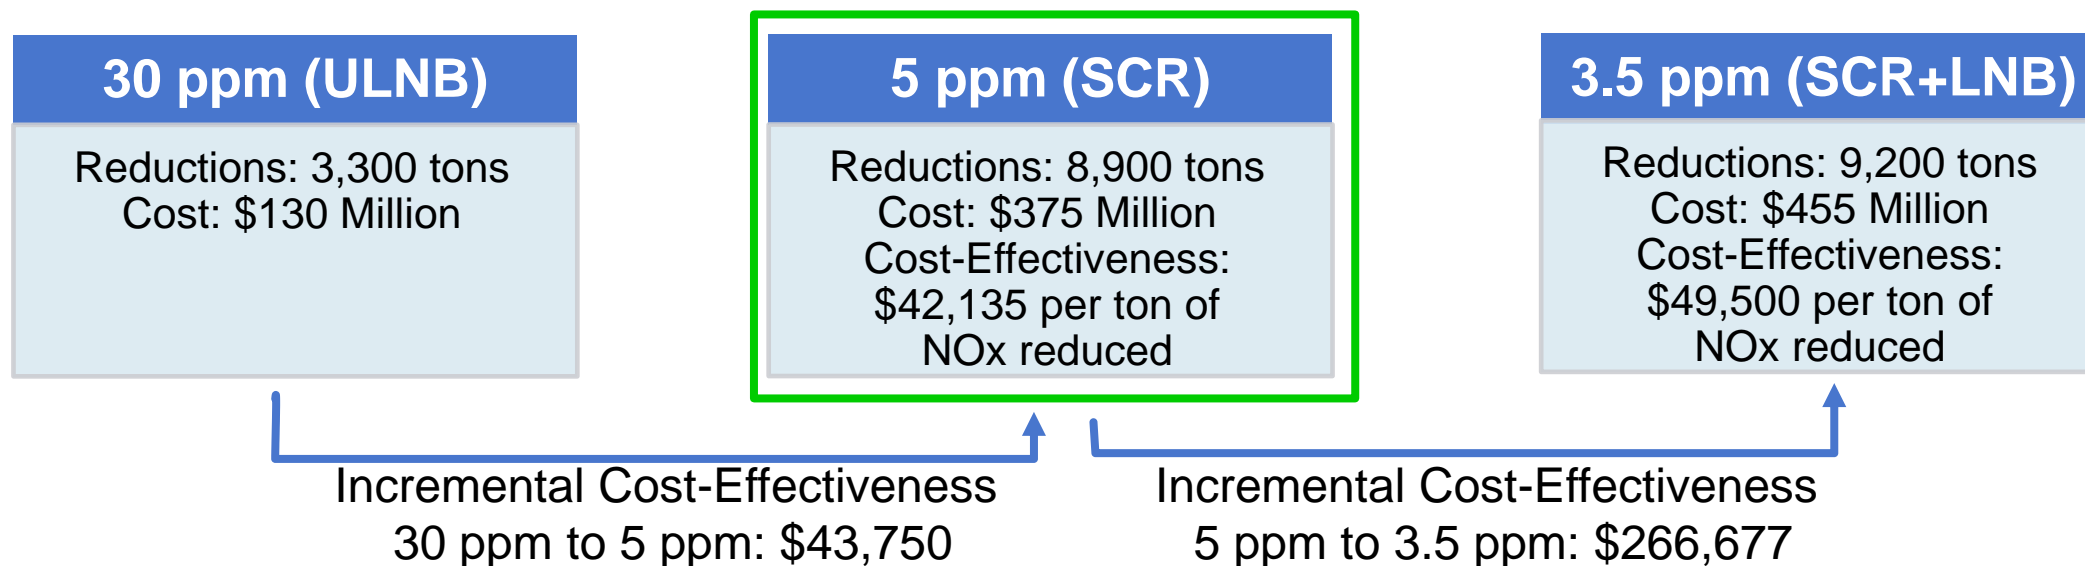 30 ppm (ULNB)
Reductions: 3,300 tons
Cost: $130 Million
5 ppm (SCR)
Reductions: 8,900 tons
Cost: $375 Million
Cost-Effectiveness:
$42,135 per ton of
NOx reduced
3.5 ppm (SCR+LNB)
Reductions: 9,200 tons
Cost: $455 Million
Cost-Effectiveness:
$49,500 per ton of
NOx reduced
Incremental Cost-Effectiveness
30 ppm to 5 ppm: $43,750
Incremental Cost-Effectiveness
5 ppm to 3.5 ppm: $266,677